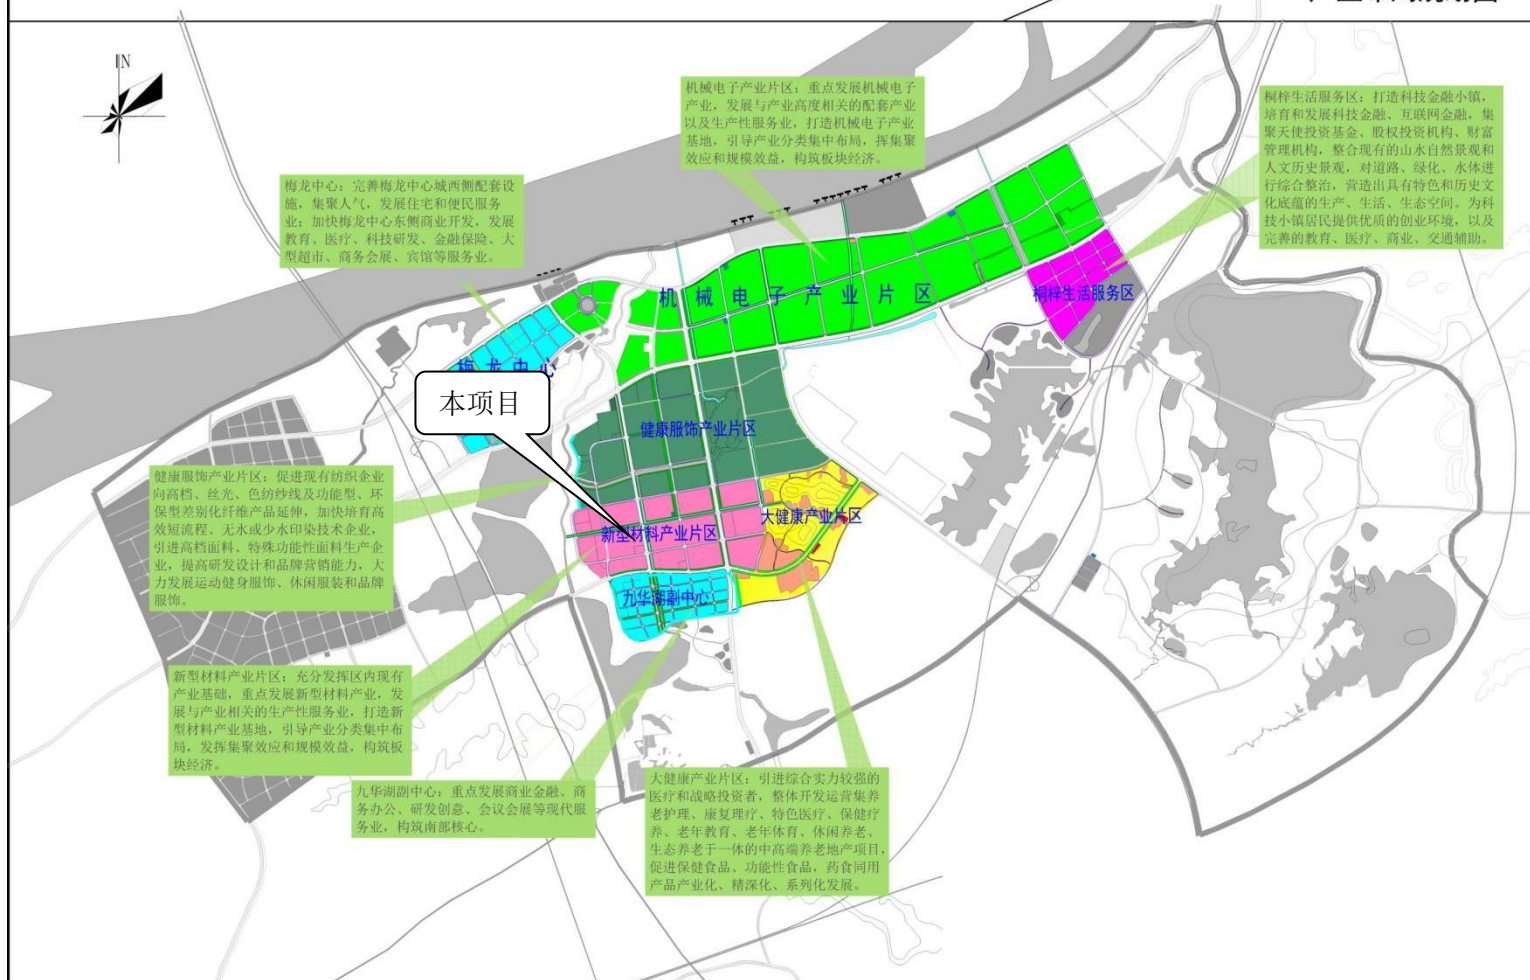 N
机械电子产业片区：重点发展机械电子
产业，发展与产业高度相关的配套产业
以及生产性服务业，打造机械电子产业
基地，引导产业分类集中布局，挥集聚
效应和规模效益，构筑板块经济。
桐梓生活服务区：打造科技金融小镇，
培育和发展科技金融、互联网金融，集
聚天使投资基金、股权投资机构、财富
管理机构，整合现有的山水自然景观和
人文历史景观，对道路、绿化、水体进
行综合整治，营造出具有特色和历史文
化底蕴的生产、生活、生态空间。为科
技小镇居民提供优质的创业环境，以及
完善的教育、医疗、商业、交通辅助。
梅龙中心：完善梅龙中心城西侧配套设
施，集聚人气，发展住宅和便民服务
业；加快梅龙中心东侧商业开发，发展
教育、医疗、科技研发、金融保险、大
型超市、商务会展、宾馆等服务业。
机械电子产业片区
桐梓生活服务区
梅龙中心
本项目
健康服饰产业片区
健康服饰产业片区：促进现有纺织企业
向高档、丝光、色纺纱线及功能型、环
保型差别化纤维产品延伸，加快培育高
效短流程、无水或少水印染技术企业，
引进高档面料、特殊功能性面料生产企
业，提高研发设计和品牌营销能力，大
力发展运动健身服饰、休闲服装和品牌
服饰。
大健康产业片区
新型材料产业片区
九华湖副中心
新型材料产业片区：充分发挥区内现有
产业基础，重点发展新型材料产业，发
展与产业相关的生产性服务业，打造新
型材料产业基地，引导产业分类集中布
局，发挥集聚效应和规模效益，构筑板
块经济。
九华湖副中心：重点发展商业金融、商
务办公、研发创意、会议会展等现代服
务业，构筑南部核心。
大健康产业片区：引进综合实力较强的
医疗和战略投资者，整体开发运营集养
老护理、康复理疗、特色医疗、保健疗
养、老年教育、老年体育、休闲养老、
生态养老于一体的中高端养老地产项目，
促进保健食品、功能性食品，药食同用
产品产业化、精深化、系列化发展。